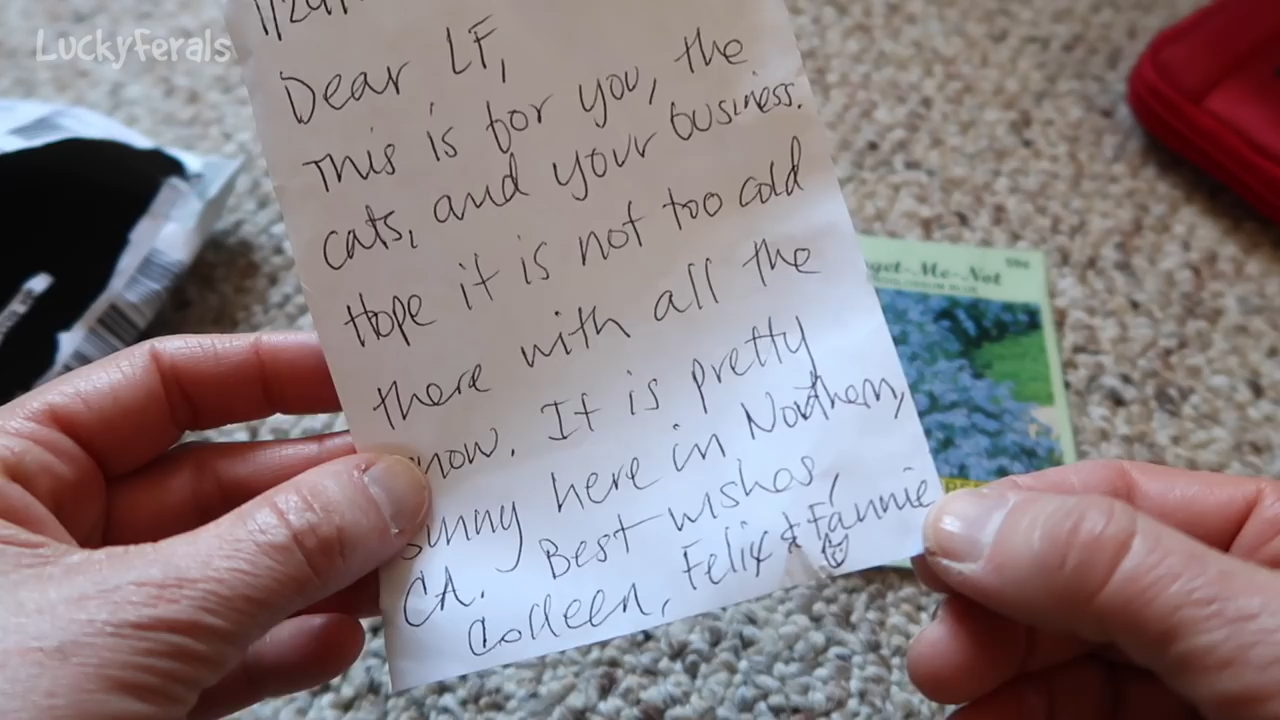 LuckyFerals
Dear LF,
This is for you, the
cats, and your business.
Hope it is not too cold
there with all the
snow. It is pretty
sunny here in Northern,
CA. Best wishes,
Colleen, Felix & Fannie
get-Me-Not